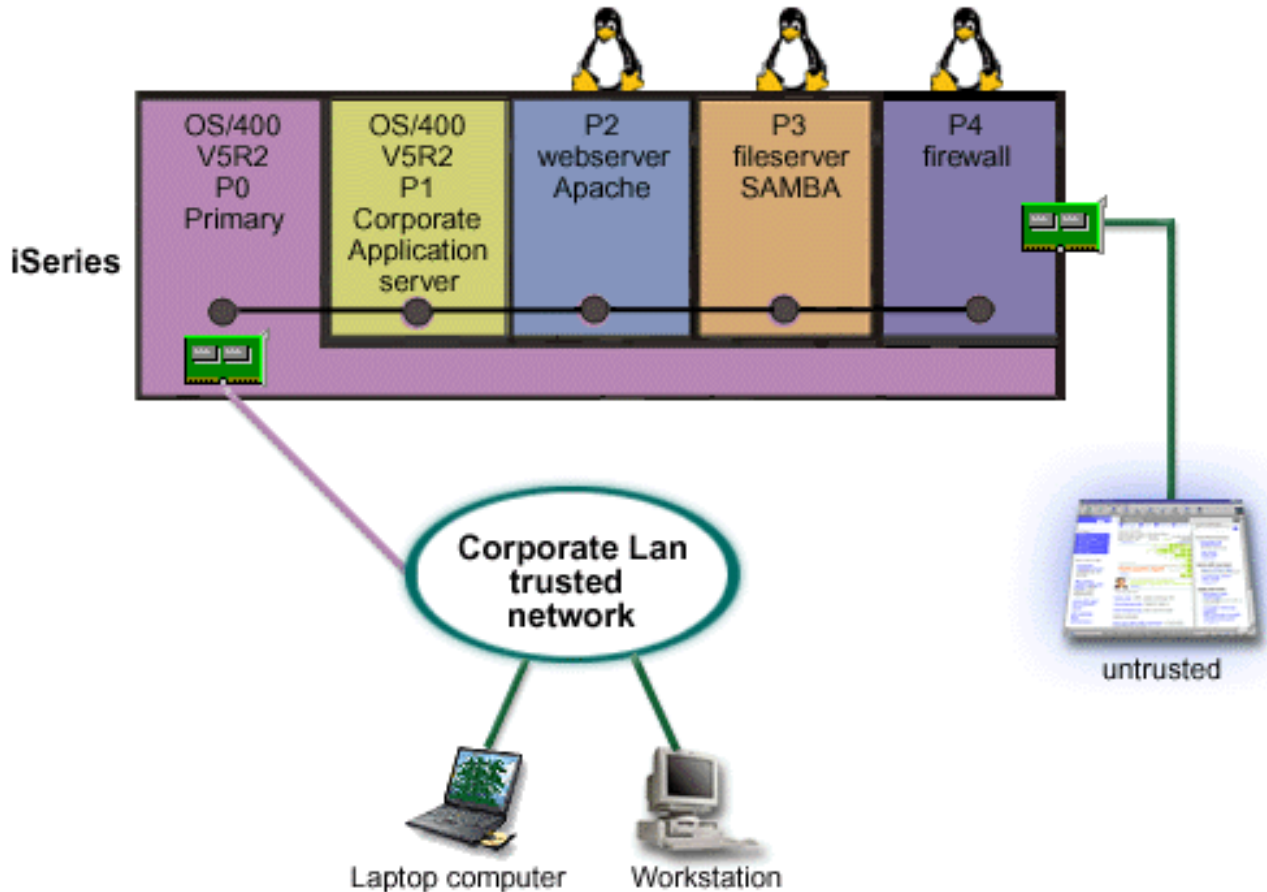 OS/400
V5R2
P0
Primary
OS/400
V5R2
P1
Corporate
Application
server
P2
webserver
Apache
P3
fileserver
SAMBA
P4
firewall
iSeries
Corporate Lan
trusted
network
untrusted
Laptop computer
Workstation